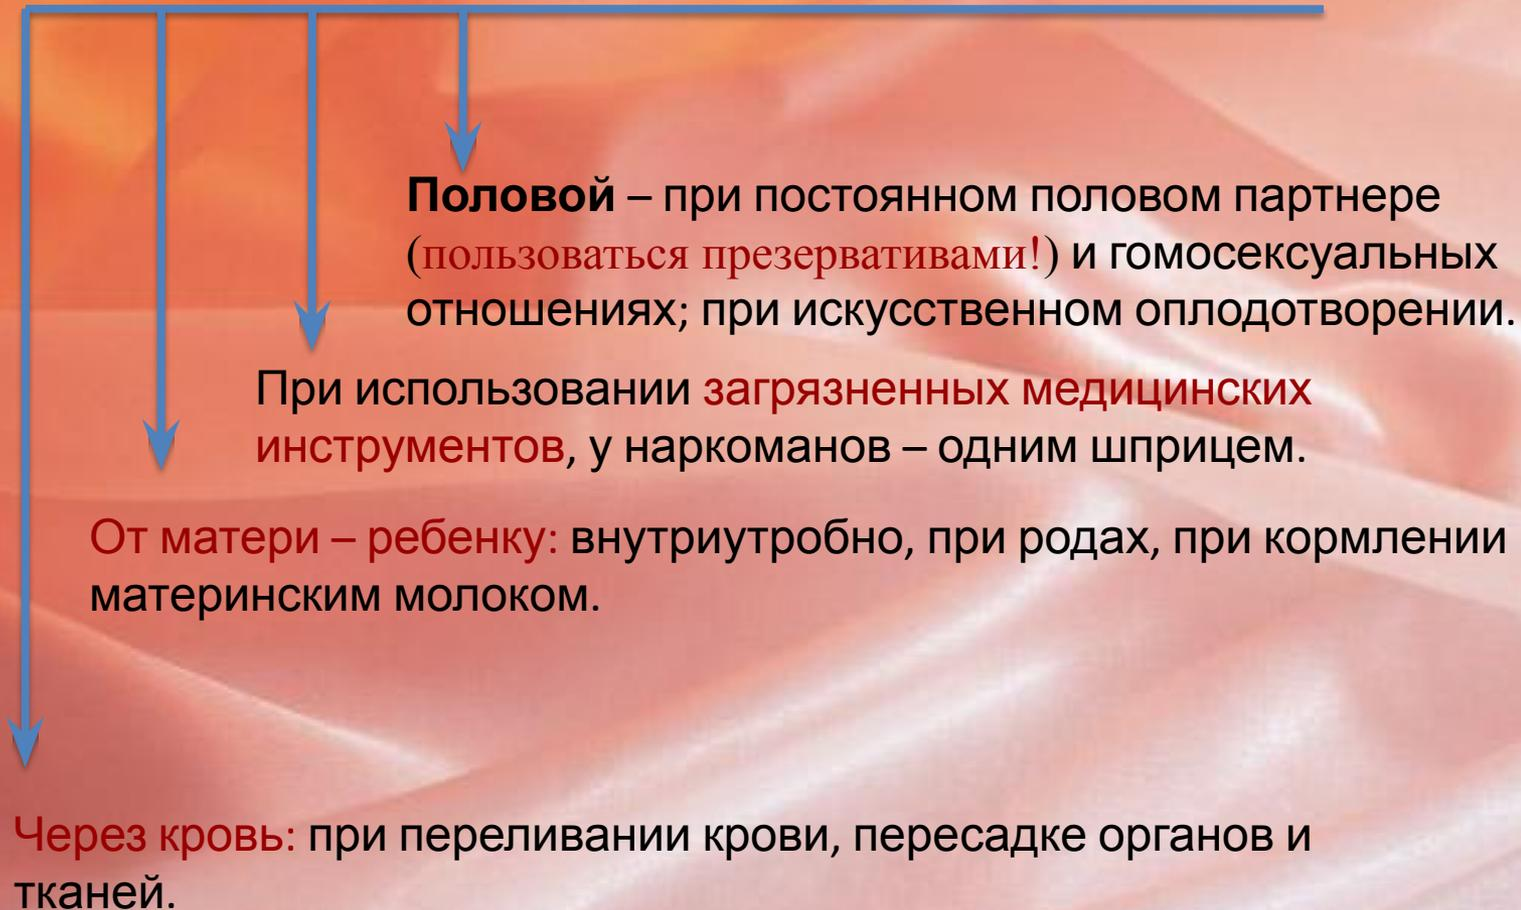 Половой – при постоянном половом партнере
(пользоваться презервативами!) и гомосексуальных
отношениях; при искусственном оплодотворении.
При использовании загрязненных медицинских
инструментов, у наркоманов – одним шприцем.
От матери – ребенку: внутриутробно, при родах, при кормлении
материнским молоком.
Через кровь: при переливании крови, пересадке органов и
тканей.